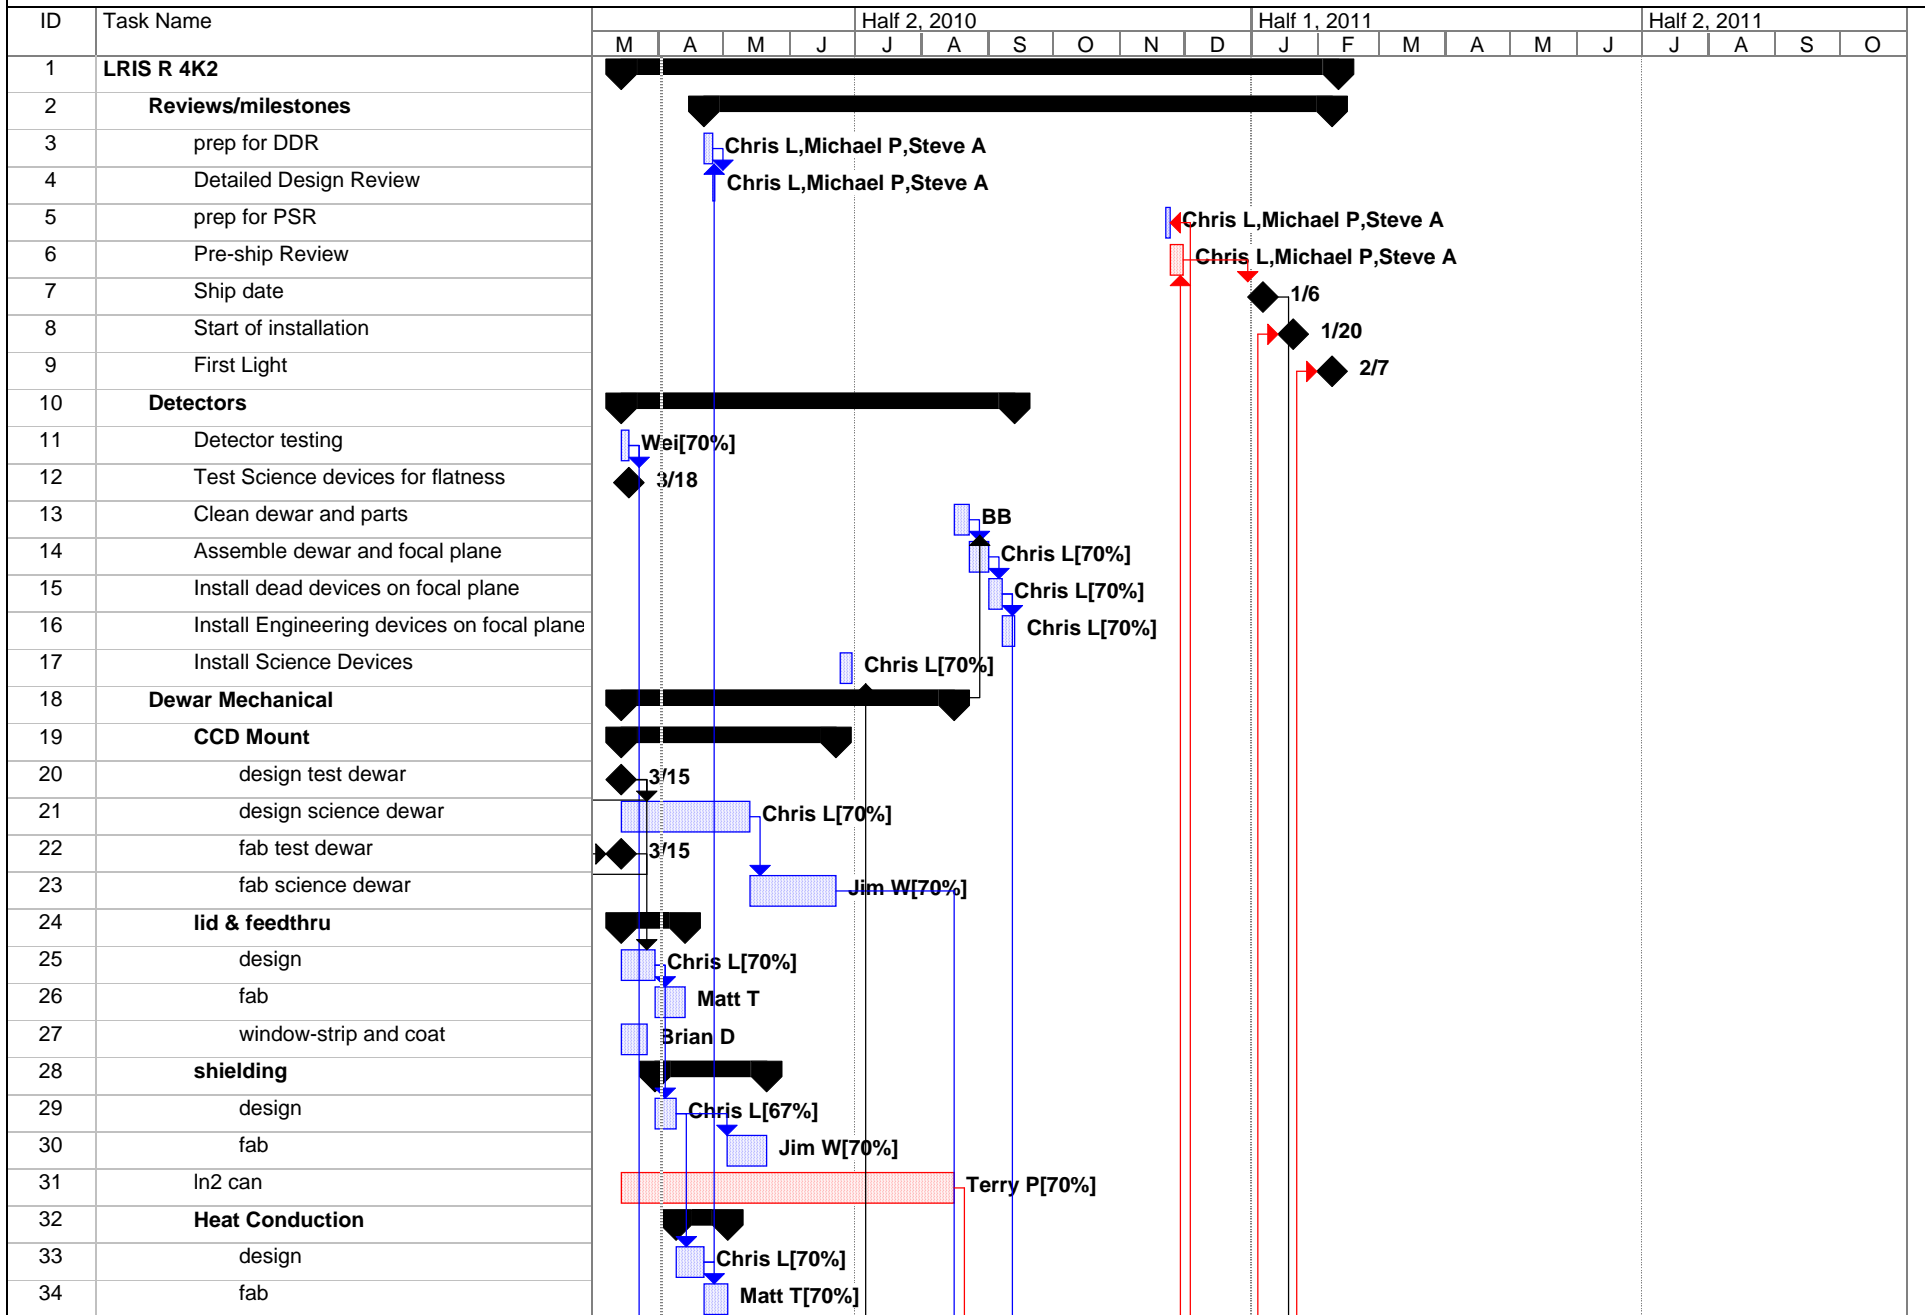 ID Task Name Half 2, 2010 Half 1, 2011 Half 2, 2011
M A M J J A S O N D J F M A M J J A S O
1 LRIS R 4K2
2 Reviews/milestones
3 prep for DDR Chris L,Michael P,Steve A
4 Detailed Design Review Chris L,Michael P,Steve A
5 prep for PSR Chris L,Michael P,Steve A
6 Pre-ship Review Chris L,Michael P,Steve A
7 Ship date 1/6
8 Start of installation 1/20
9 First Light 2/7
10 Detectors
11 Detector testing Wei[70%]
12 Test Science devices for flatness 3/18
13 Clean dewar and parts BB
14 Assemble dewar and focal plane Chris L[70%]
15 Install dead devices on focal plane Chris L[70%]
16 Install Engineering devices on focal plane Chris L[70%]
17 Install Science Devices Chris L[70%]
18 Dewar Mechanical
19 CCD Mount
20 design test dewar 3/15
21 design science dewar Chris L[70%]
22 fab test dewar 3/15
23 fab science dewar Jim W[70%]
24 lid & feedthru
25 design Chris L[70%]
26 fab Matt T
27 window-strip and coat Brian D
28 shielding
29 design Chris L[67%]
30 fab Jim W[70%]
31 ln2 can Terry P[70%]
32 Heat Conduction
33 design Chris L[70%]
34 fab Matt T[70%]